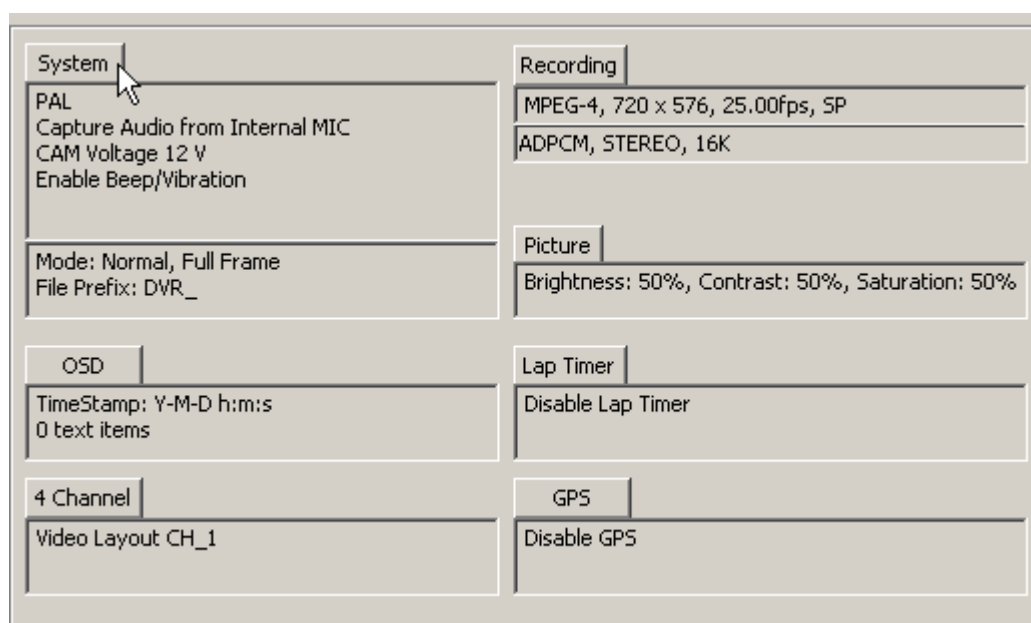 System
PAL
Capture Audio from Internal MIC
CAM Voltage 12 V
Enable Beep/Vibration
Mode: Normal, Full Frame
File Prefix: DVR_
Recording
MPEG-4, 720 x 576, 25.00fps, SP
ADPCM, STEREO, 16K
Picture
Brightness: 50%, Contrast: 50%, Saturation: 50%
OSD
TimeStamp: Y-M-D h:m:s
0 text items
Lap Timer
Disable Lap Timer
4 Channel
Video Layout CH_1
GPS
Disable GPS